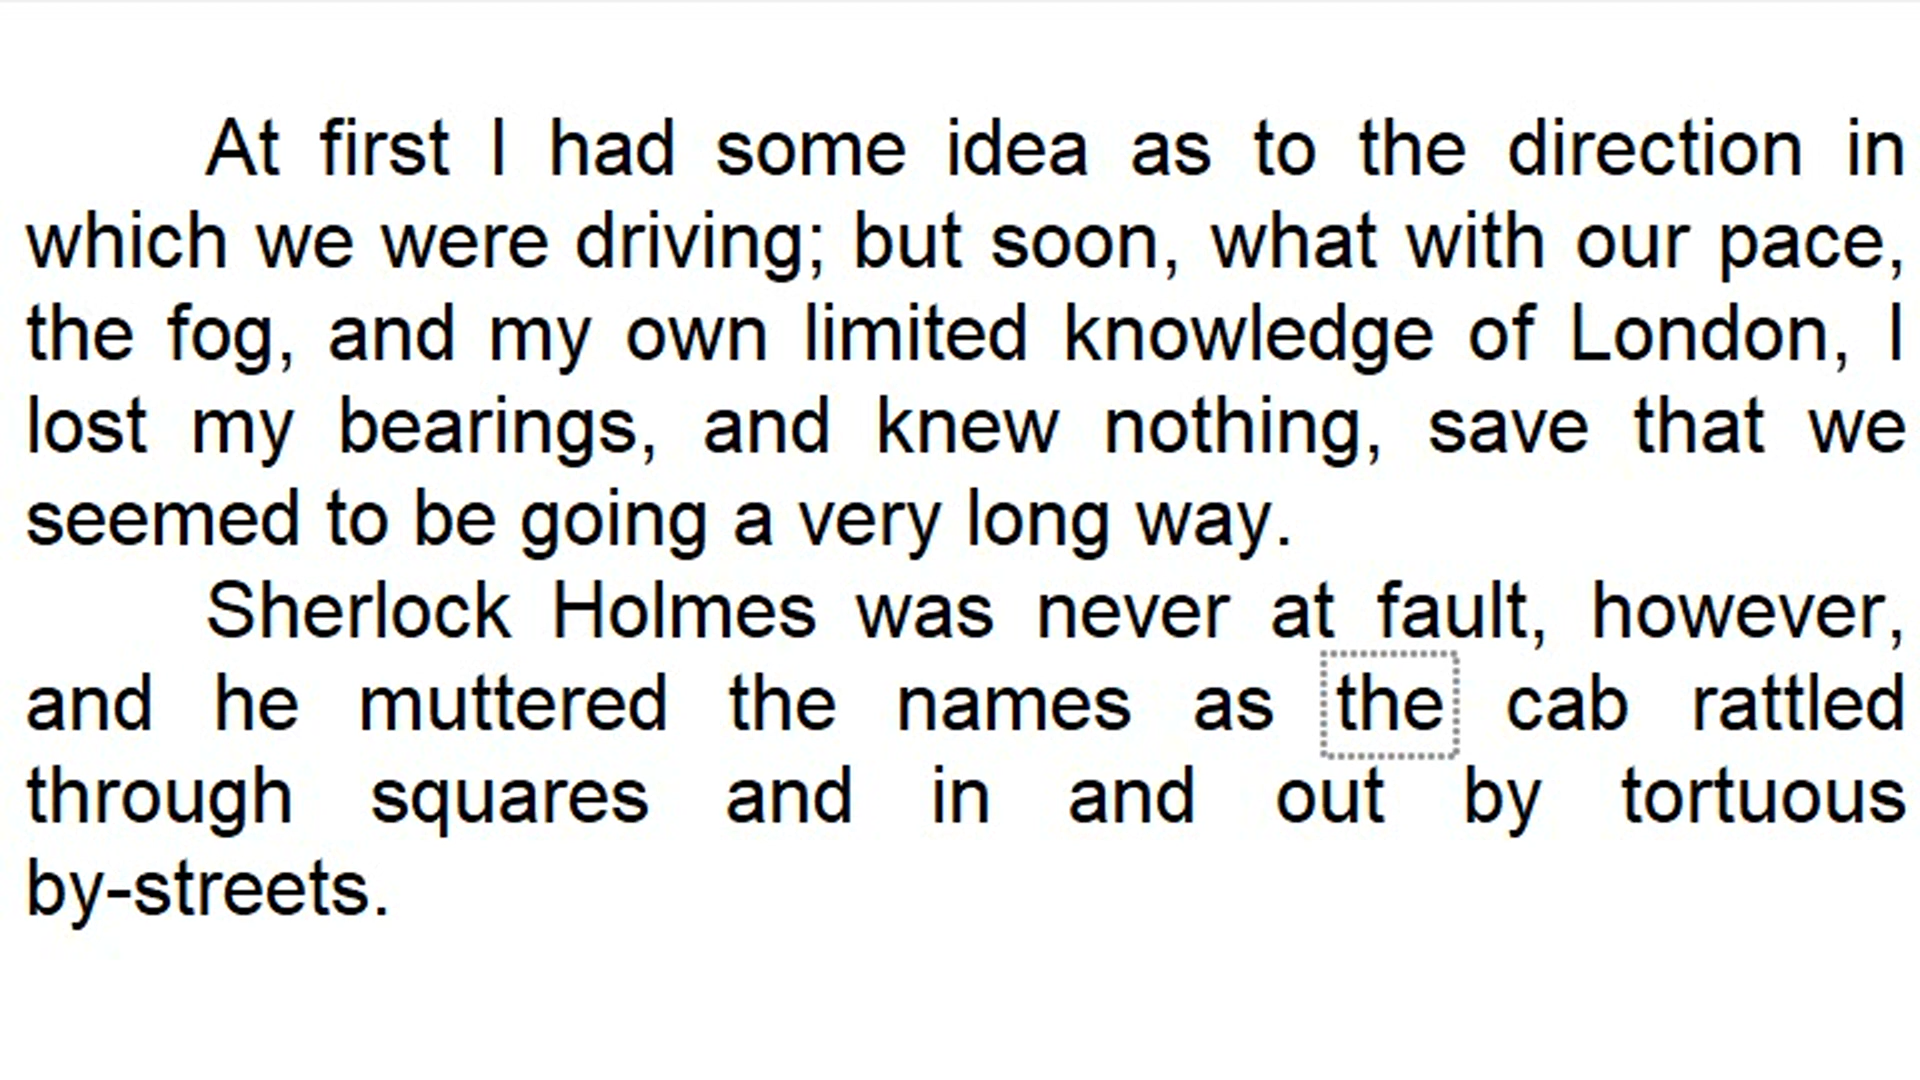 At first I had some idea as to the direction in
which we were driving; but soon, what with our pace,
the fog, and my own limited knowledge of London, I
lost my bearings, and knew nothing, save that we
seemed to be going a very long way.
Sherlock Holmes was never at fault, however,
and he muttered the names as the cab rattled
through squares and in and out by tortuous
by-streets.